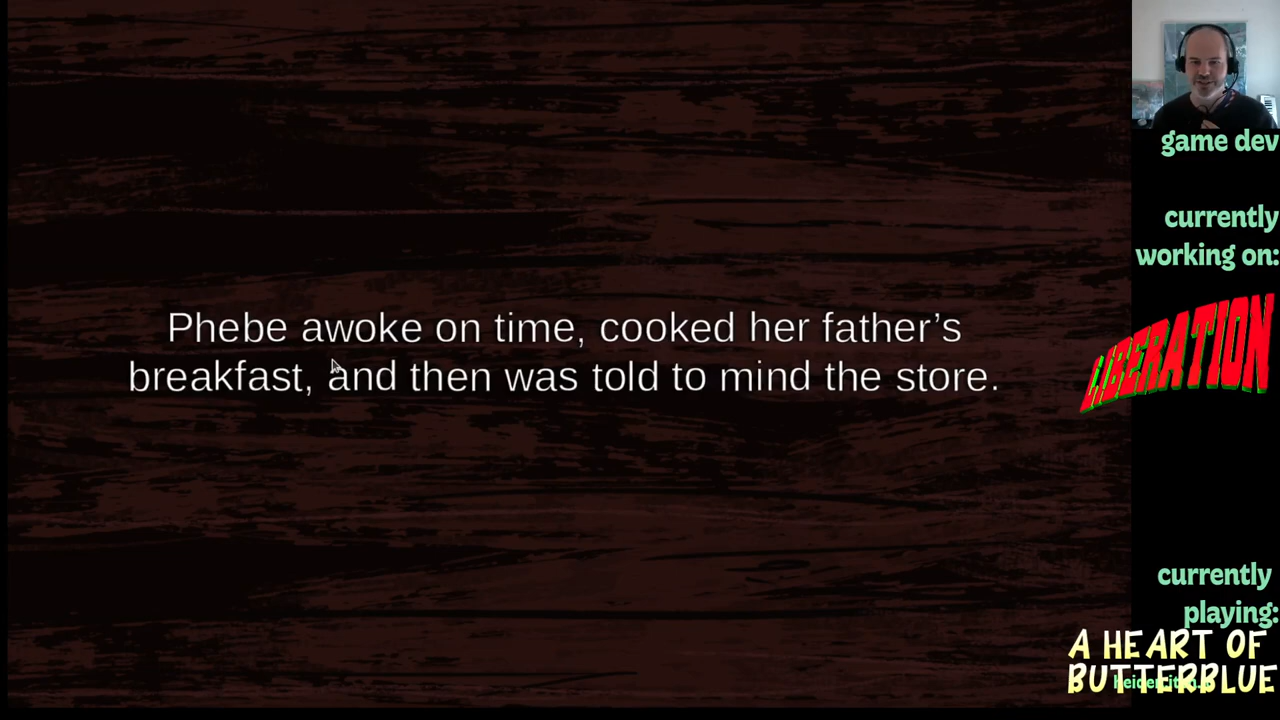 Phebe awoke on time, cooked her father's
breakfast, and then was told to mind the store.
game dev
currently
working on:
LIBERATION
currently
playing:
A HEART OF
BUTTERBLUE